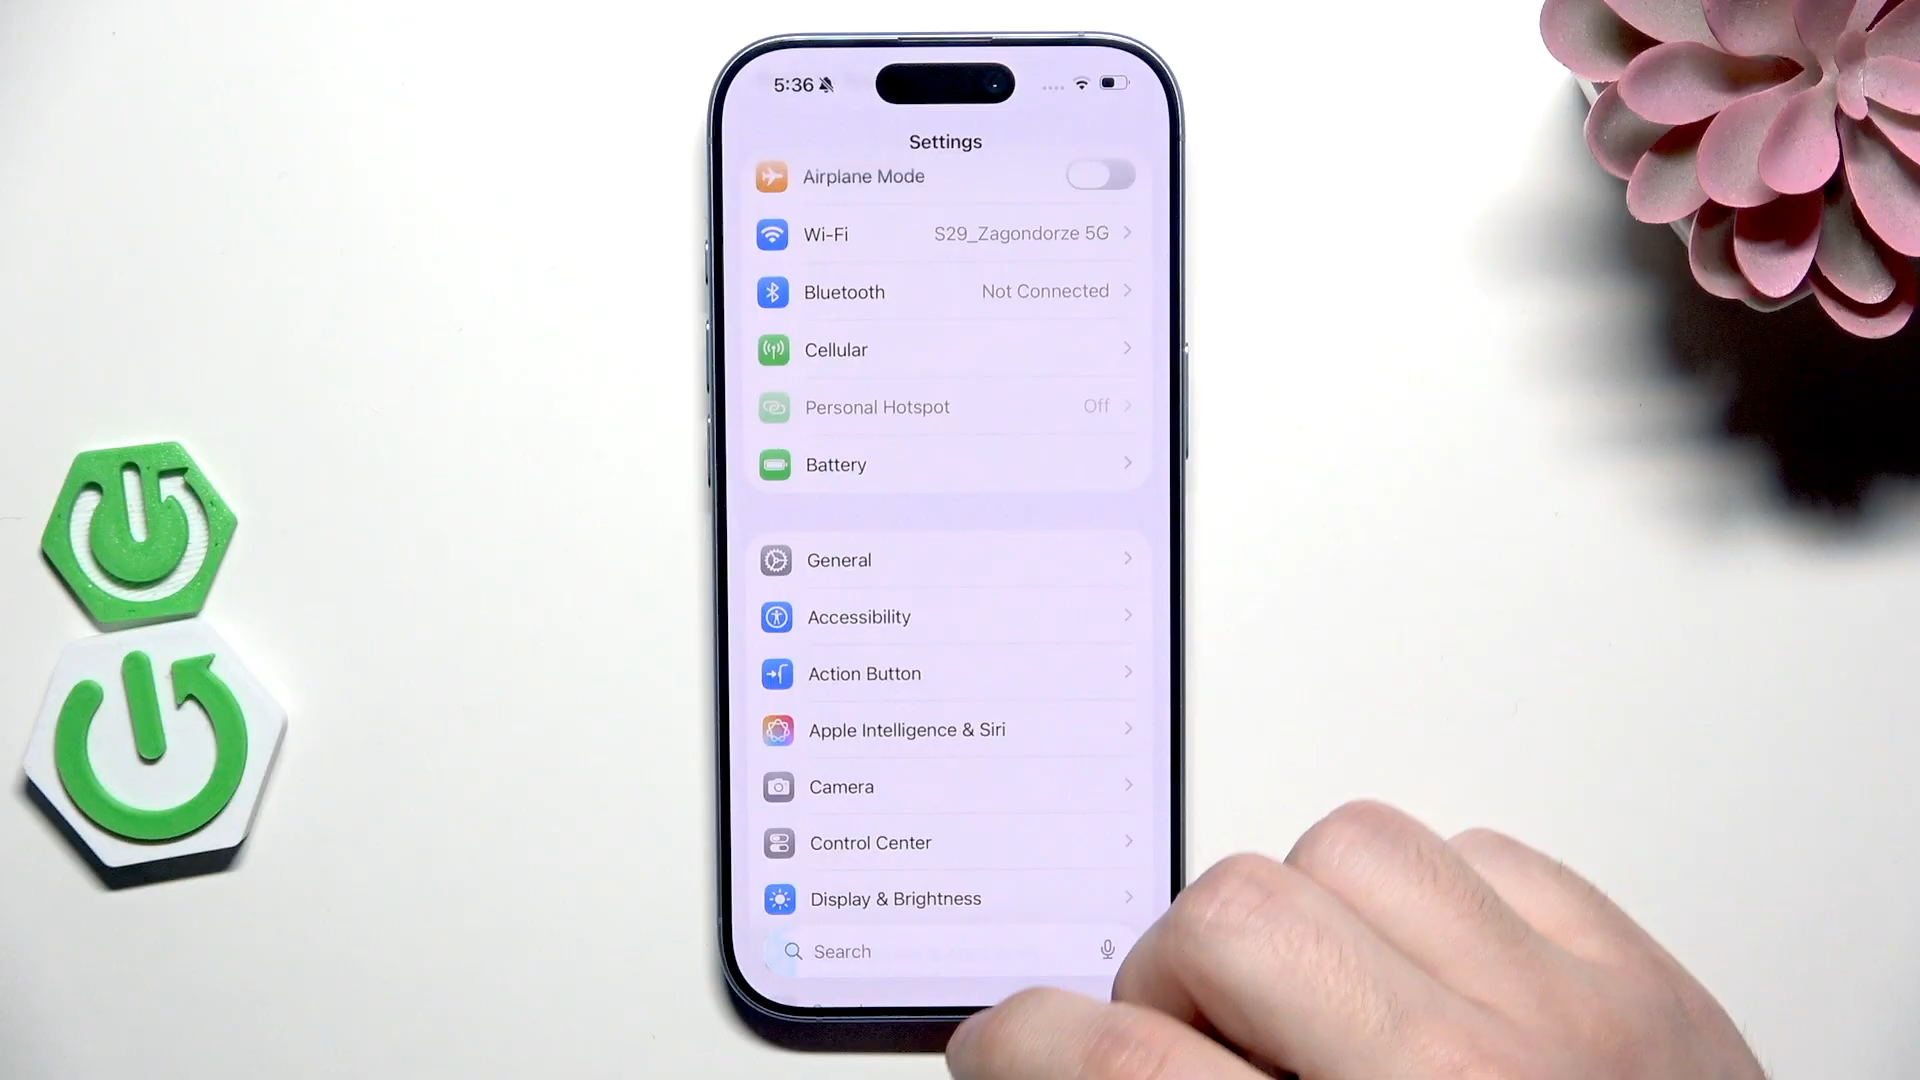 5:36
Settings
Airplane Mode
Wi-Fi S29_Zagondorze 5G
Bluetooth Not Connected
Cellular
Personal Hotspot Off
Battery
General
Accessibility
Action Button
Apple Intelligence & Siri
Camera
Control Center
Display & Brightness
Search